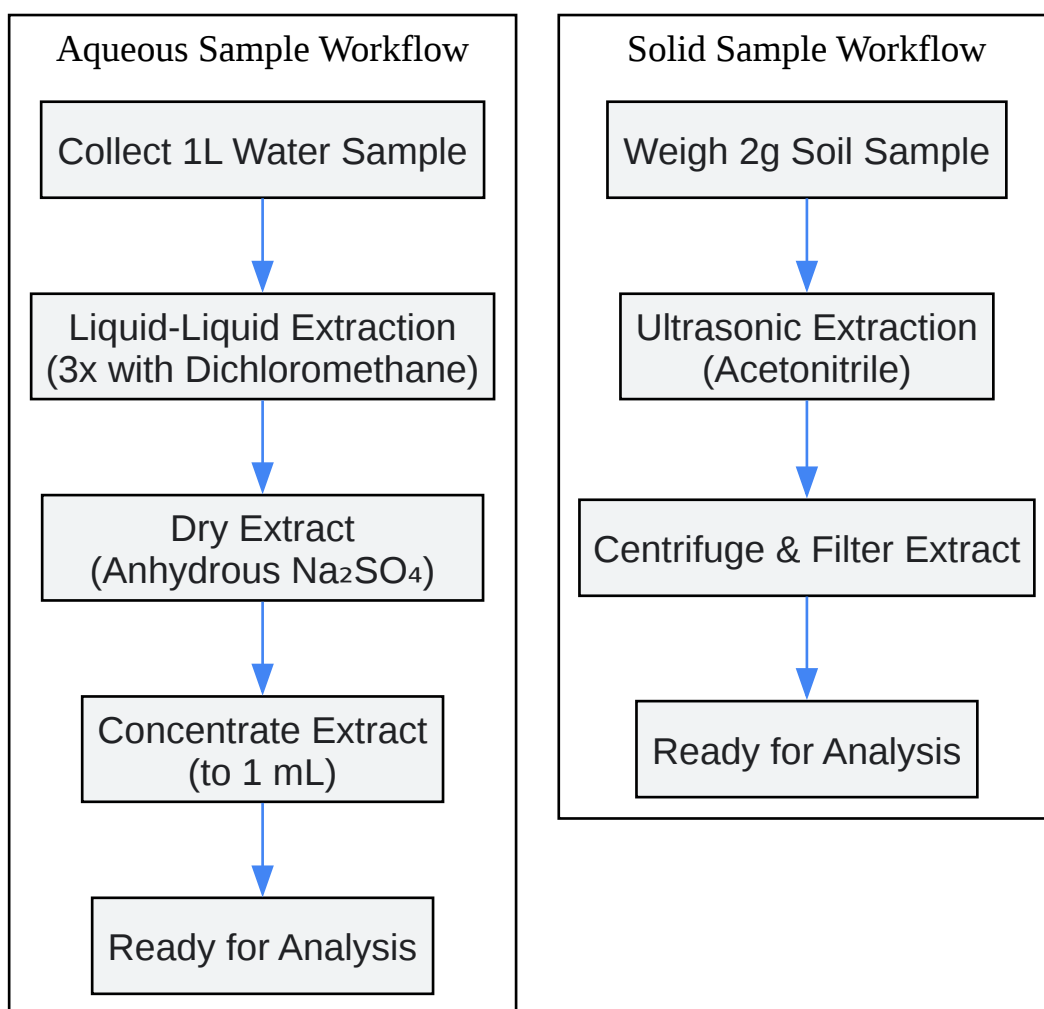 Aqueous Sample Workflow
Collect 1L Water Sample
Liquid-Liquid Extraction
(3x with Dichloromethane)
Dry Extract
(Anhydrous Na₂SO₄)
Concentrate Extract
(to 1 mL)
Ready for Analysis
Solid Sample Workflow
Weigh 2g Soil Sample
Ultrasonic Extraction
(Acetonitrile)
Centrifuge & Filter Extract
Ready for Analysis